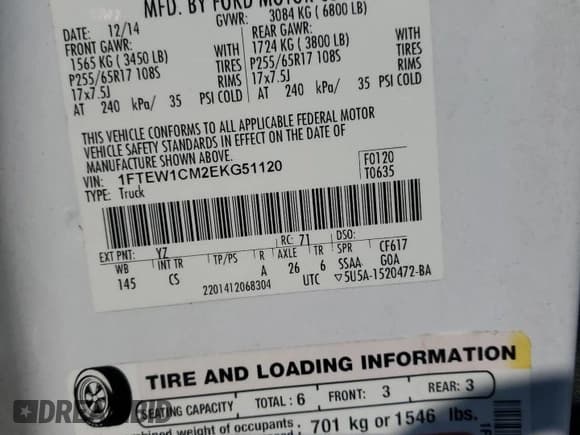 MFD. BY FORD MOTOR
DATE: 12/14 GVWR: 3084 KG ( 6800 LB)
FRONT GAWR: REAR GAWR:
1565 KG ( 3450 LB) WITH 1724 KG ( 3800 LB) WITH
P255/65R17 108S TIRES P255/65R17 108S TIRES
17x7.5J RIMS 17x7.5J RIMS
AT 240 kPa/ 35 PSI COLD AT 240 kPa/ 35 PSI COLD
THIS VEHICLE CONFORMS TO ALL APPLICABLE FEDERAL MOTOR
VEHICLE SAFETY STANDARDS IN EFFECT ON THE DATE OF
MANUFACTURE SHOWN ABOVE.
VIN: 1FTEW1CM2EKG51120 F0120
TYPE: Truck T0635
EXT PNT: YZ RC: 71 DSO:
WB INT TR TP/PS R AXLE TR SPR CF617
145 CS A 26 6 SSAA GOA
2201412068304 UTC ▽5U5A-1520472-BA
TIRE AND LOADING INFORMATION
SEATING CAPACITY TOTAL : 6 FRONT: 3 REAR: 3
combined weight of occupants 701 kg or 1546 lbs.
DREAMBID